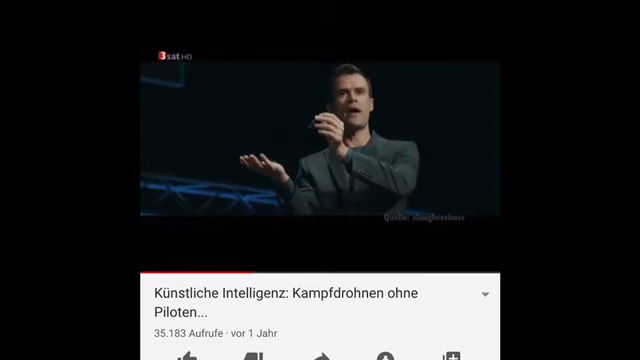 3sat HD
Quelle: slaughterbots
Künstliche Intelligenz: Kampfdrohnen ohne
Piloten...
35.183 Aufrufe · vor 1 Jahr